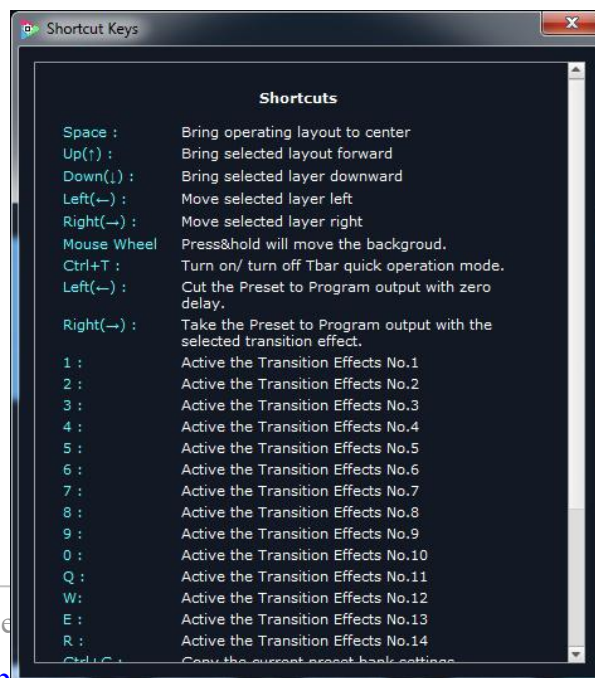 Shortcut Keys
Shortcuts
Space : Bring operating layout to center
Up(↑) : Bring selected layout forward
Down(↓) : Bring selected layer downward
Left(←) : Move selected layer left
Right(→) : Move selected layer right
Mouse Wheel Press&hold will move the backgroud.
Ctrl+T : Turn on/ turn off Tbar quick operation mode.
Left(←) : Cut the Preset to Program output with zero
delay.
Right(→) : Take the Preset to Program output with the
selected transition effect.
1 : Active the Transition Effects No.1
2 : Active the Transition Effects No.2
3 : Active the Transition Effects No.3
4 : Active the Transition Effects No.4
5 : Active the Transition Effects No.5
6 : Active the Transition Effects No.6
7 : Active the Transition Effects No.7
8 : Active the Transition Effects No.8
9 : Active the Transition Effects No.9
0 : Active the Transition Effects No.10
Q : Active the Transition Effects No.11
W: Active the Transition Effects No.12
E : Active the Transition Effects No.13
R : Active the Transition Effects No.14
Ctrl+C : Copy the current preset bank settings